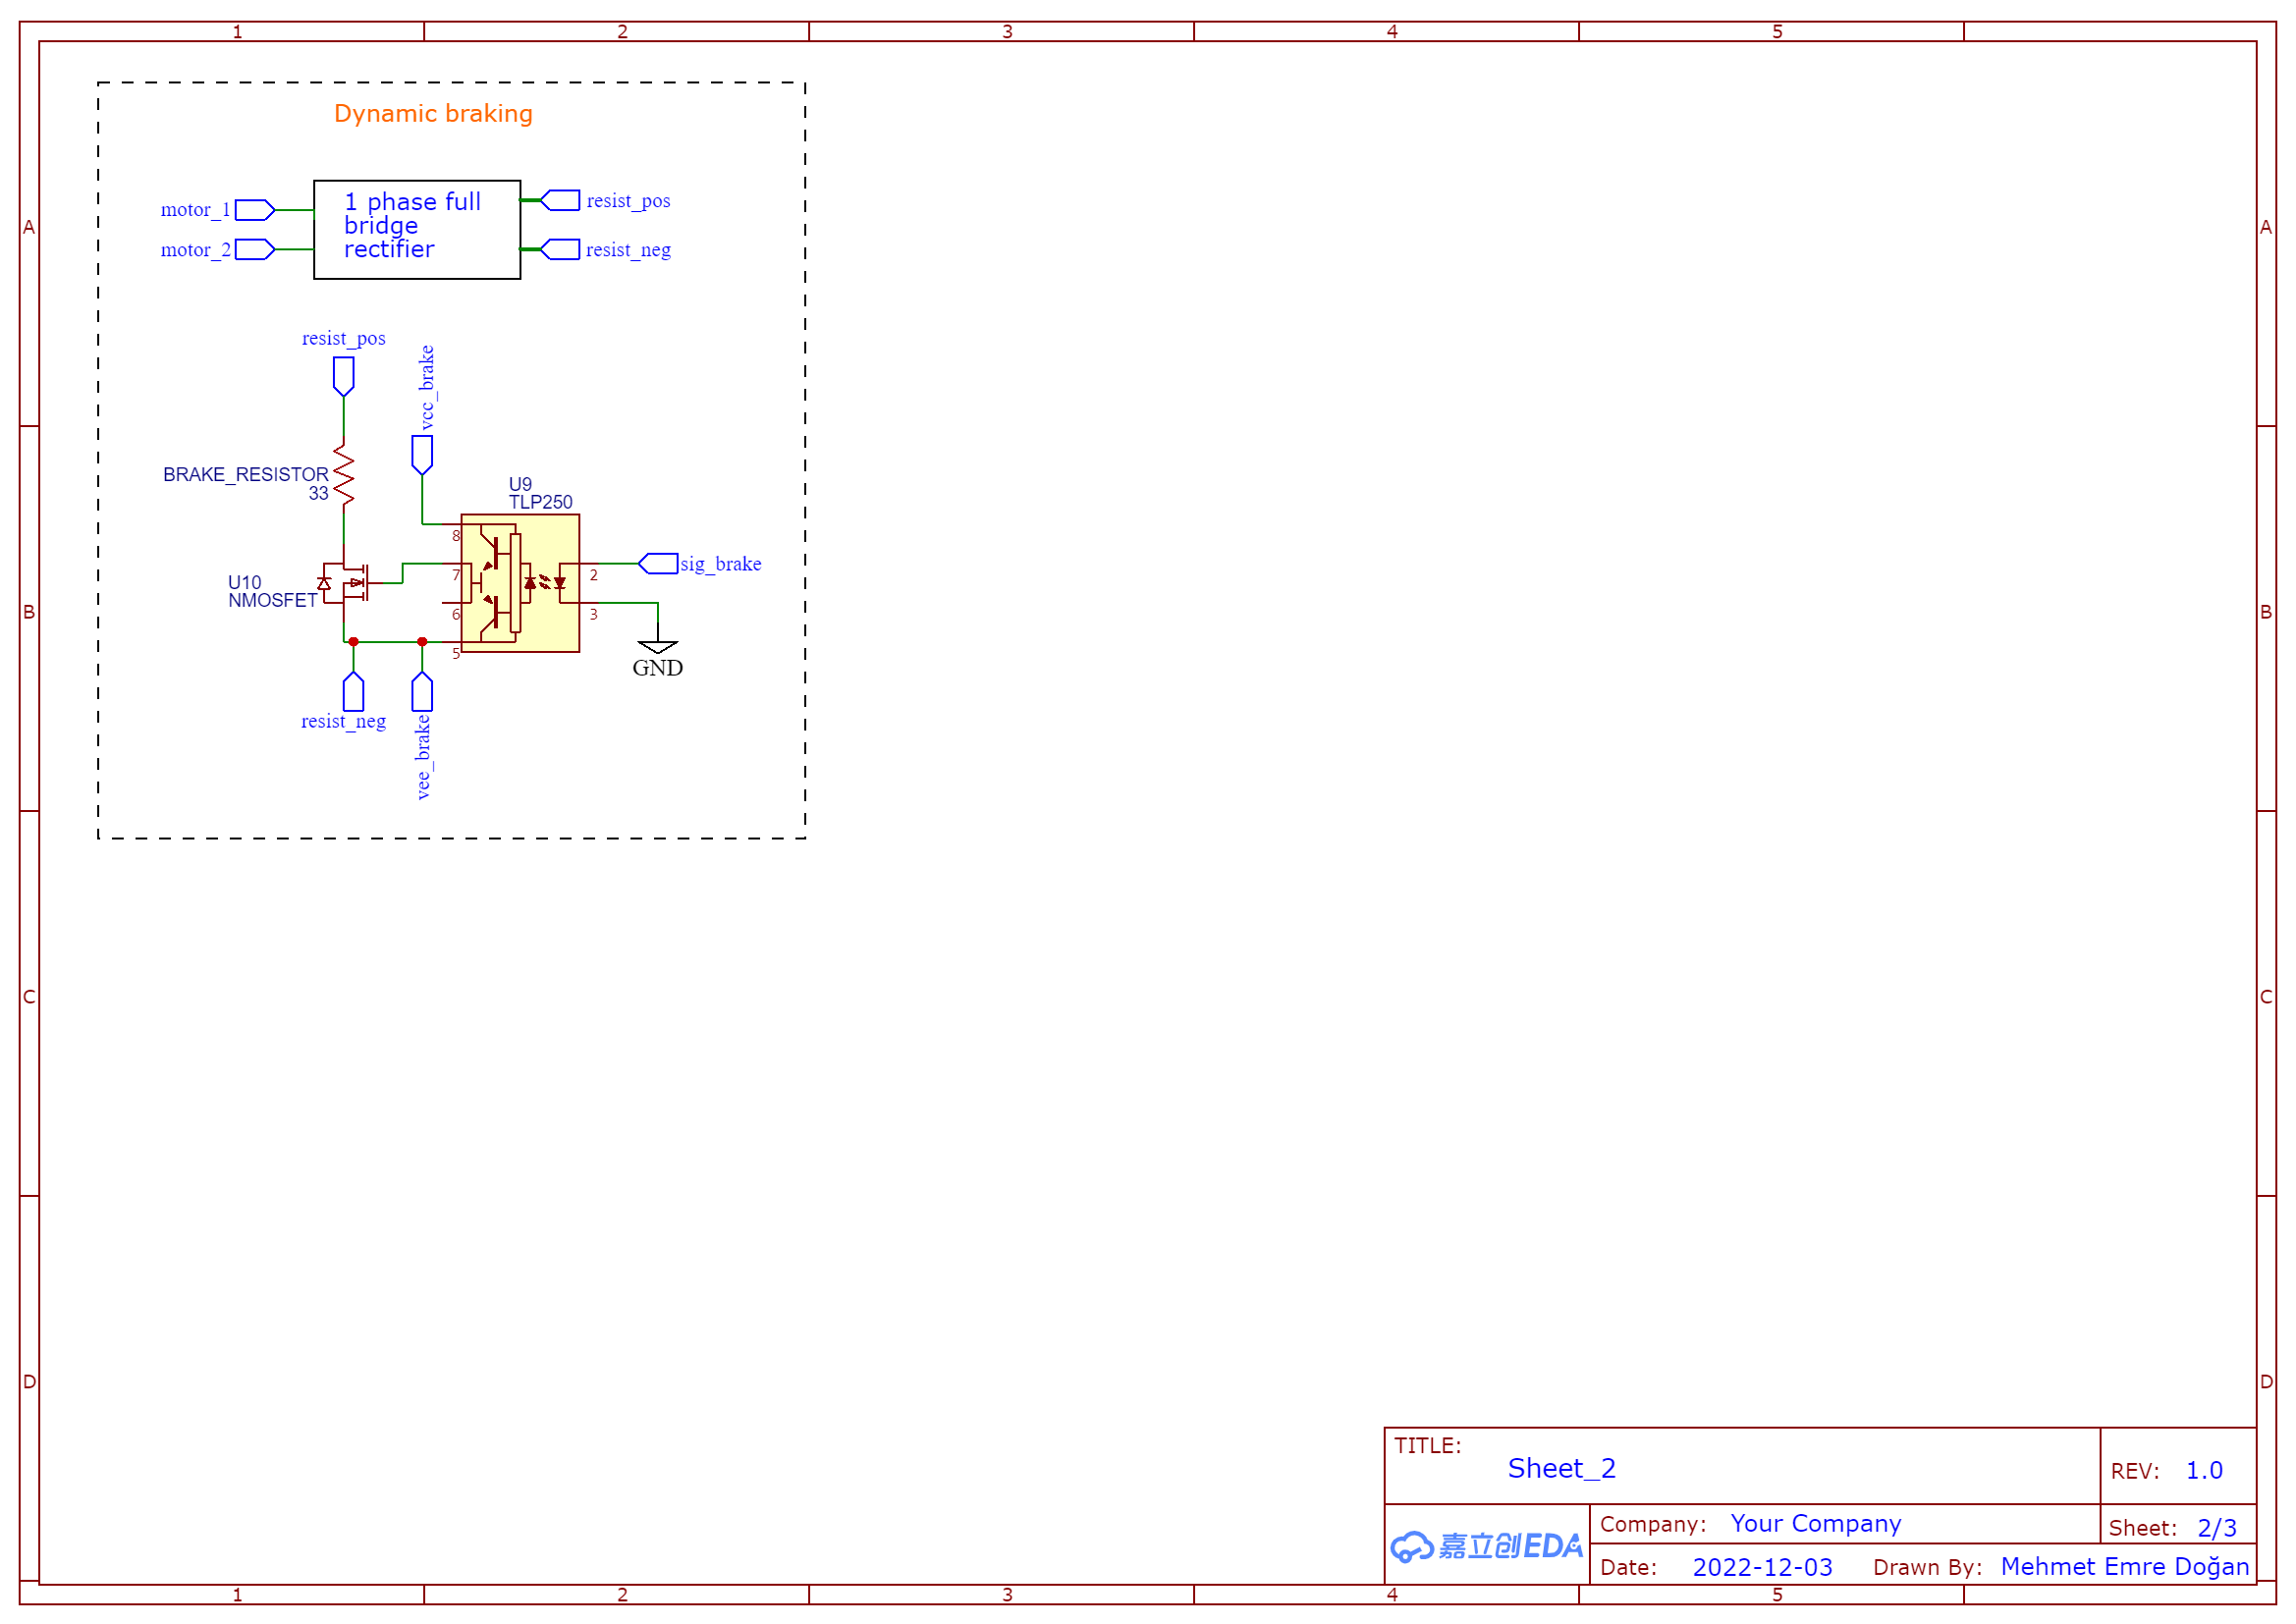 1 2 3 4 5
A A
B B
C C
D D
Dynamic braking
motor_1
motor_2
1 phase full
bridge
rectifier
resist_pos
resist_neg
resist_pos
vcc_brake
BRAKE_RESISTOR
33
U9
TLP250
8
7
6
5
2
3
sig_brake
GND
U10
NMOSFET
resist_neg
vee_brake
TITLE:
Sheet_2
REV: 1.0
嘉立创EDA
Company: Your Company
Sheet: 2/3
Date: 2022-12-03 Drawn By: Mehmet Emre Doğan
1 2 3 4 5